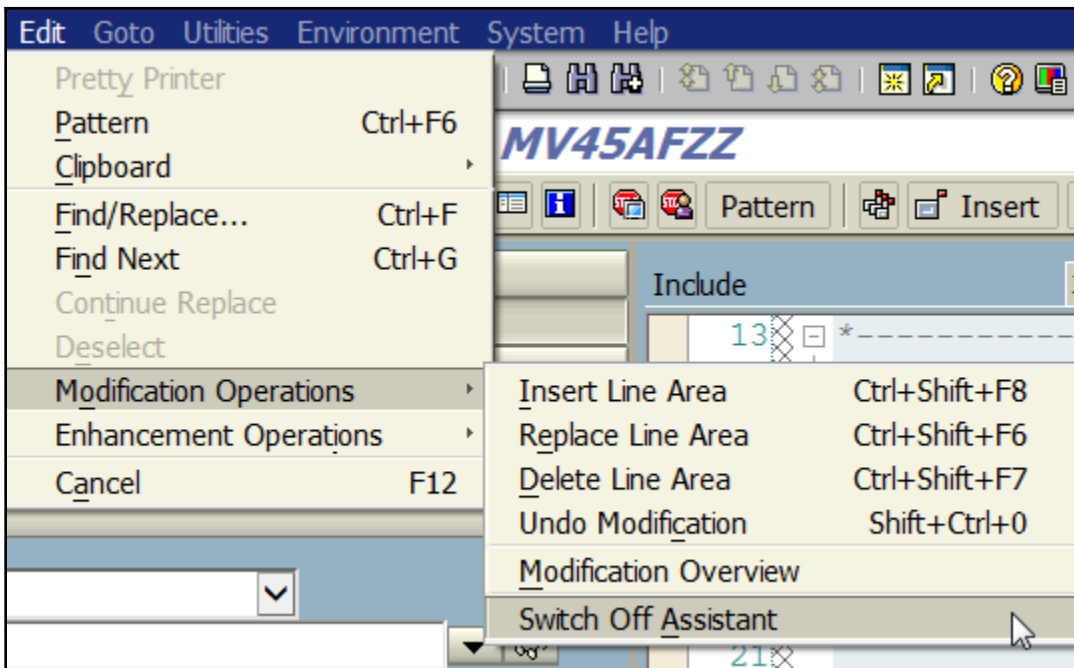 Edit Goto Utilities Environment System Help
Pretty Printer
Pattern Ctrl+F6
Clipboard
Find/Replace... Ctrl+F
Find Next Ctrl+G
Continue Replace
Deselect
Modification Operations
Enhancement Operations
Cancel F12
MV45AFZZ
Pattern Insert
Include
13 *------------
Insert Line Area Ctrl+Shift+F8
Replace Line Area Ctrl+Shift+F6
Delete Line Area Ctrl+Shift+F7
Undo Modification Shift+Ctrl+0
Modification Overview
Switch Off Assistant
21